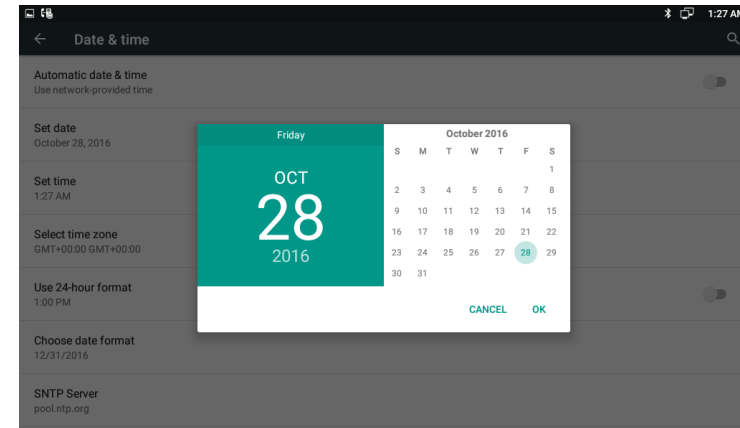 1:27 AM
Date & time
Automatic date & time
Use network-provided time
Set date
October 28, 2016
Set time
1:27 AM
Select time zone
GMT+00:00 GMT+00:00
Use 24-hour format
1:00 PM
Choose date format
12/31/2016
SNTP Server
pool.ntp.org
Friday
OCT
28
2016
October 2016
S M T W T F S
1
2 3 4 5 6 7 8
9 10 11 12 13 14 15
16 17 18 19 20 21 22
23 24 25 26 27 28 29
30 31
CANCEL OK